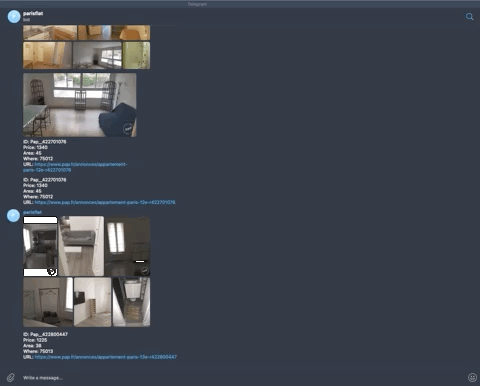 Telegram
parisflat
bot
ID: Pap_422701076
Price: 1340
Area: 45
Where: 75012
URL: https://www.pap.fr/annonces/appartement-
paris-12e-r422701076
ID: Pap_422701076
Price: 1340
Area: 45
Where: 75012
URL: https://www.pap.fr/annonces/appartement-paris-12e-r422701076
parisflat
ID: Pap_422800447
Price: 1225
Area: 38
Where: 75013
URL: https://www.pap.fr/annonces/appartement-paris-13e-r422800447
Write a message...